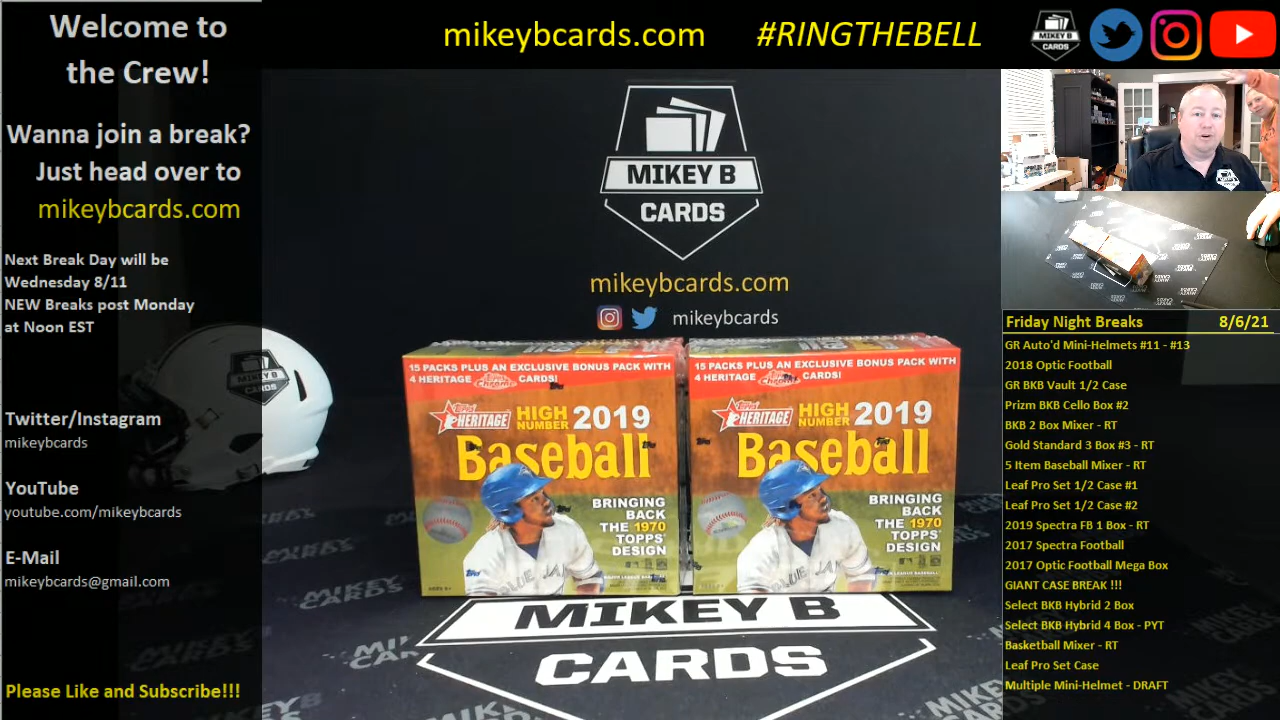 Welcome to
the Crew!
Wanna join a break?
Just head over to
mikeybcards.com
Next Break Day will be
Wednesday 8/11
NEW Breaks post Monday
at Noon EST
Twitter/Instagram
mikeybcards
YouTube
youtube.com/mikeybcards
E-Mail
mikeybcards@gmail.com
Please Like and Subscribe!!!
mikeybcards.com #RINGTHEBELL
MIKEY B
CARDS
MIKEY B
CARDS
mikeybcards.com
mikeybcards
15 PACKS PLUS AN EXCLUSIVE BONUS PACK WITH
4 HERITAGE Chrome CARDS!
Topps
HERITAGE
HIGH
NUMBER 2019
Baseball
BRINGING
BACK
THE 1970
TOPPS'
DESIGN
15 PACKS PLUS AN EXCLUSIVE BONUS PACK WITH
4 HERITAGE Chrome CARDS!
Topps
HERITAGE
HIGH
NUMBER 2019
Baseball
BRINGING
BACK
THE 1970
TOPPS'
DESIGN
MIKEY B
CARDS
Friday Night Breaks 8/6/21
GR Auto'd Mini-Helmets #11 - #13
2018 Optic Football
GR BKB Vault 1/2 Case
Prizm BKB Cello Box #2
BKB 2 Box Mixer - RT
Gold Standard 3 Box #3 - RT
5 Item Baseball Mixer - RT
Leaf Pro Set 1/2 Case #1
Leaf Pro Set 1/2 Case #2
2019 Spectra FB 1 Box - RT
2017 Spectra Football
2017 Optic Football Mega Box
GIANT CASE BREAK !!!
Select BKB Hybrid 2 Box
Select BKB Hybrid 4 Box - PYT
Basketball Mixer - RT
Leaf Pro Set Case
Multiple Mini-Helmet - DRAFT